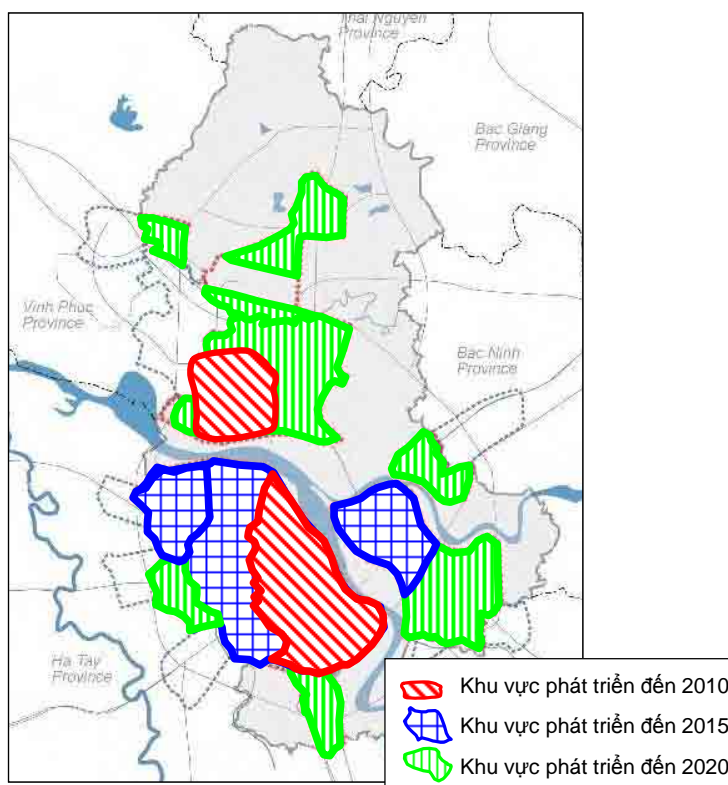 Thai Nguyen
Province
Bac Giang
Province
Vinh Phuc
Province
Bac Ninh
Province
Ha Tay
Province
Khu vực phát triển đến 2010
Khu vực phát triển đến 2015
Khu vực phát triển đến 2020